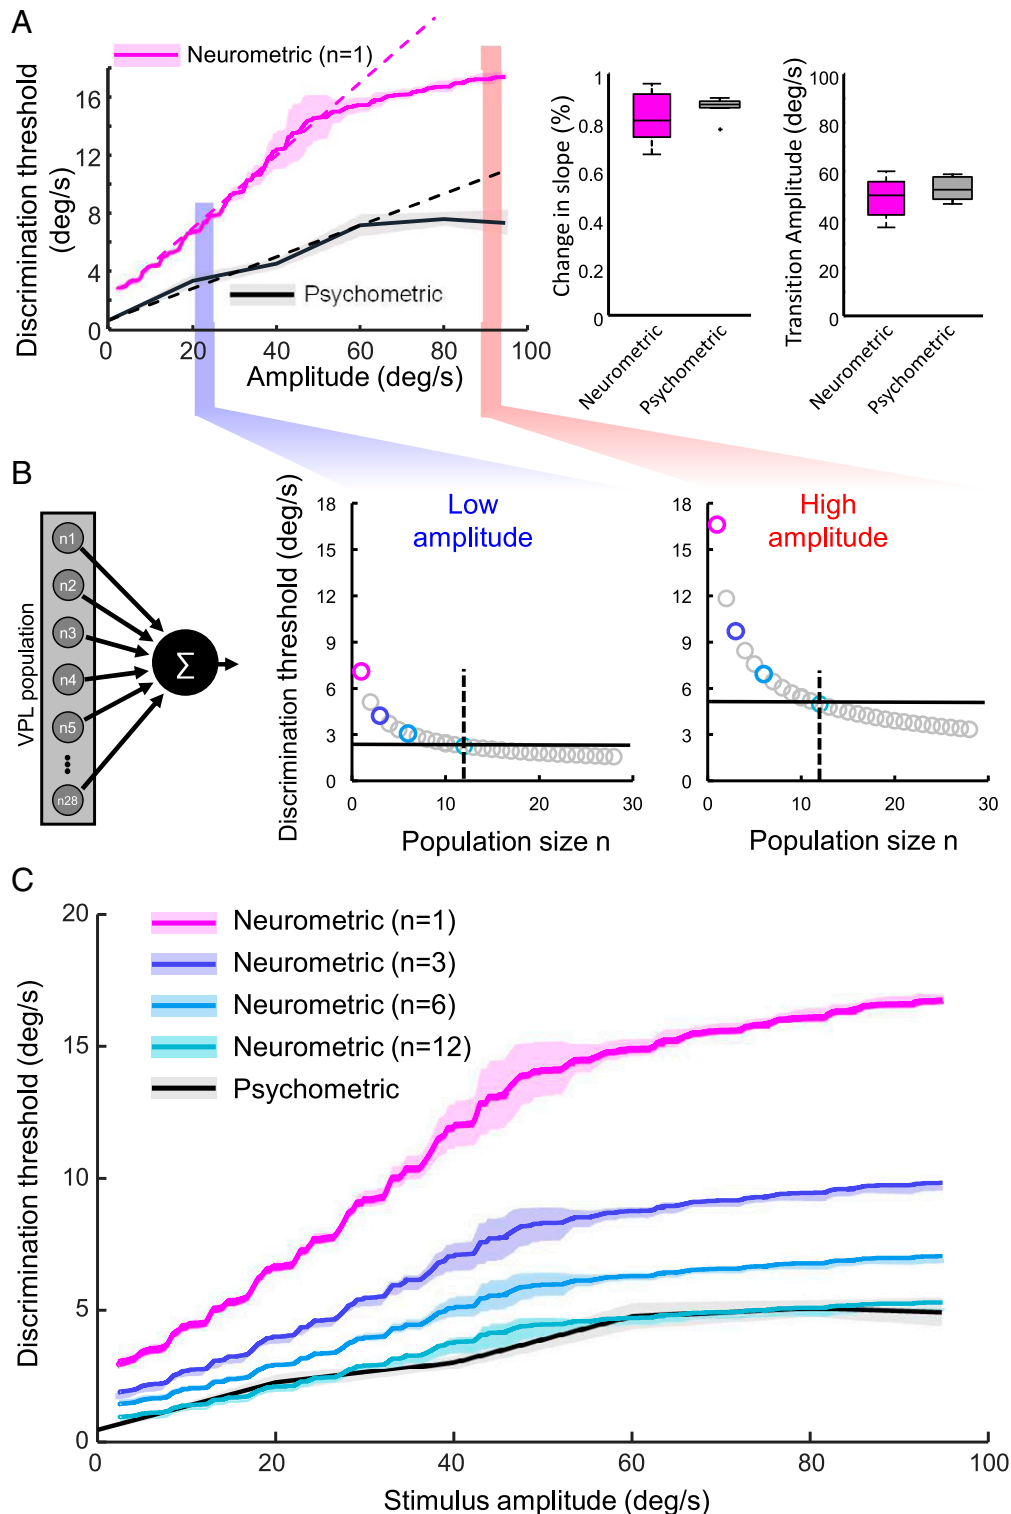 A
Discrimination threshold
(deg/s)
16
12
8
4
0
Neurometric (n=1)
Psychometric
0
20
40
60
80
100
Amplitude (deg/s)
Change in slope (%)
1
0.8
0.6
0.4
0.2
0
Neurometric
Psychometric
Transition Amplitude (deg/s)
100
80
60
40
20
0
Neurometric
Psychometric
B
VPL population
n1
n2
n3
n4
n5
n28
Σ
Discrimination threshold (deg/s)
18
15
12
9
6
3
0
Low
amplitude
0
10
20
30
Population size n
18
15
12
9
6
3
0
High
amplitude
0
10
20
30
Population size n
C
Discrimination threshold (deg/s)
20
15
10
5
0
Neurometric (n=1)
Neurometric (n=3)
Neurometric (n=6)
Neurometric (n=12)
Psychometric
0
20
40
60
80
100
Stimulus amplitude (deg/s)